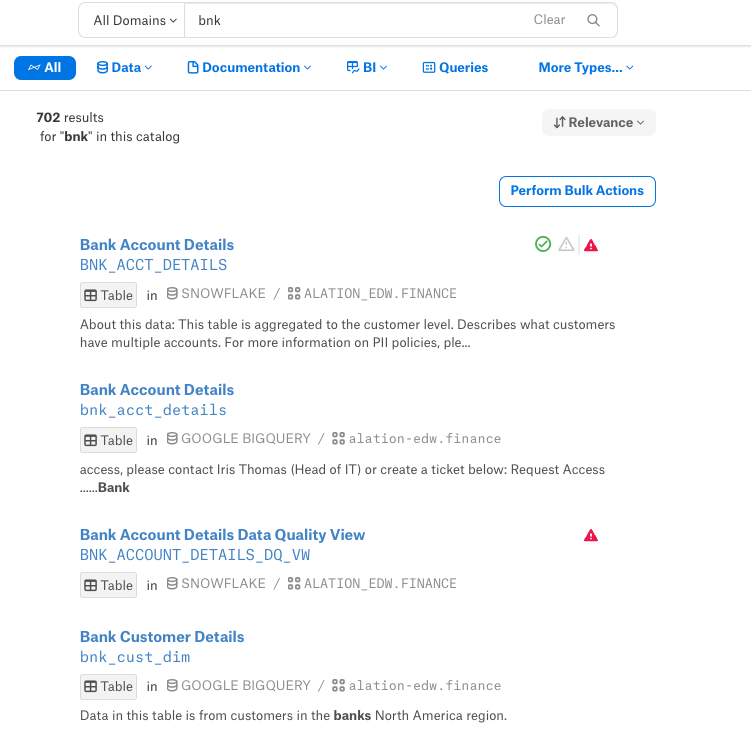 All Domains bnk Clear
All Data Documentation BI Queries More Types...
702 results
for "bnk" in this catalog
Relevance
Perform Bulk Actions
Bank Account Details
BNK_ACCT_DETAILS
Table in SNOWFLAKE / ALATION_EDW.FINANCE
About this data: This table is aggregated to the customer level. Describes what customers
have multiple accounts. For more information on PII policies, ple...
Bank Account Details
bnk_acct_details
Table in GOOGLE BIGQUERY / alation-edw.finance
access, please contact Iris Thomas (Head of IT) or create a ticket below: Request Access
......Bank
Bank Account Details Data Quality View
BNK_ACCOUNT_DETAILS_DQ_VW
Table in SNOWFLAKE / ALATION_EDW.FINANCE
Bank Customer Details
bnk_cust_dim
Table in GOOGLE BIGQUERY / alation-edw.finance
Data in this table is from customers in the banks North America region.